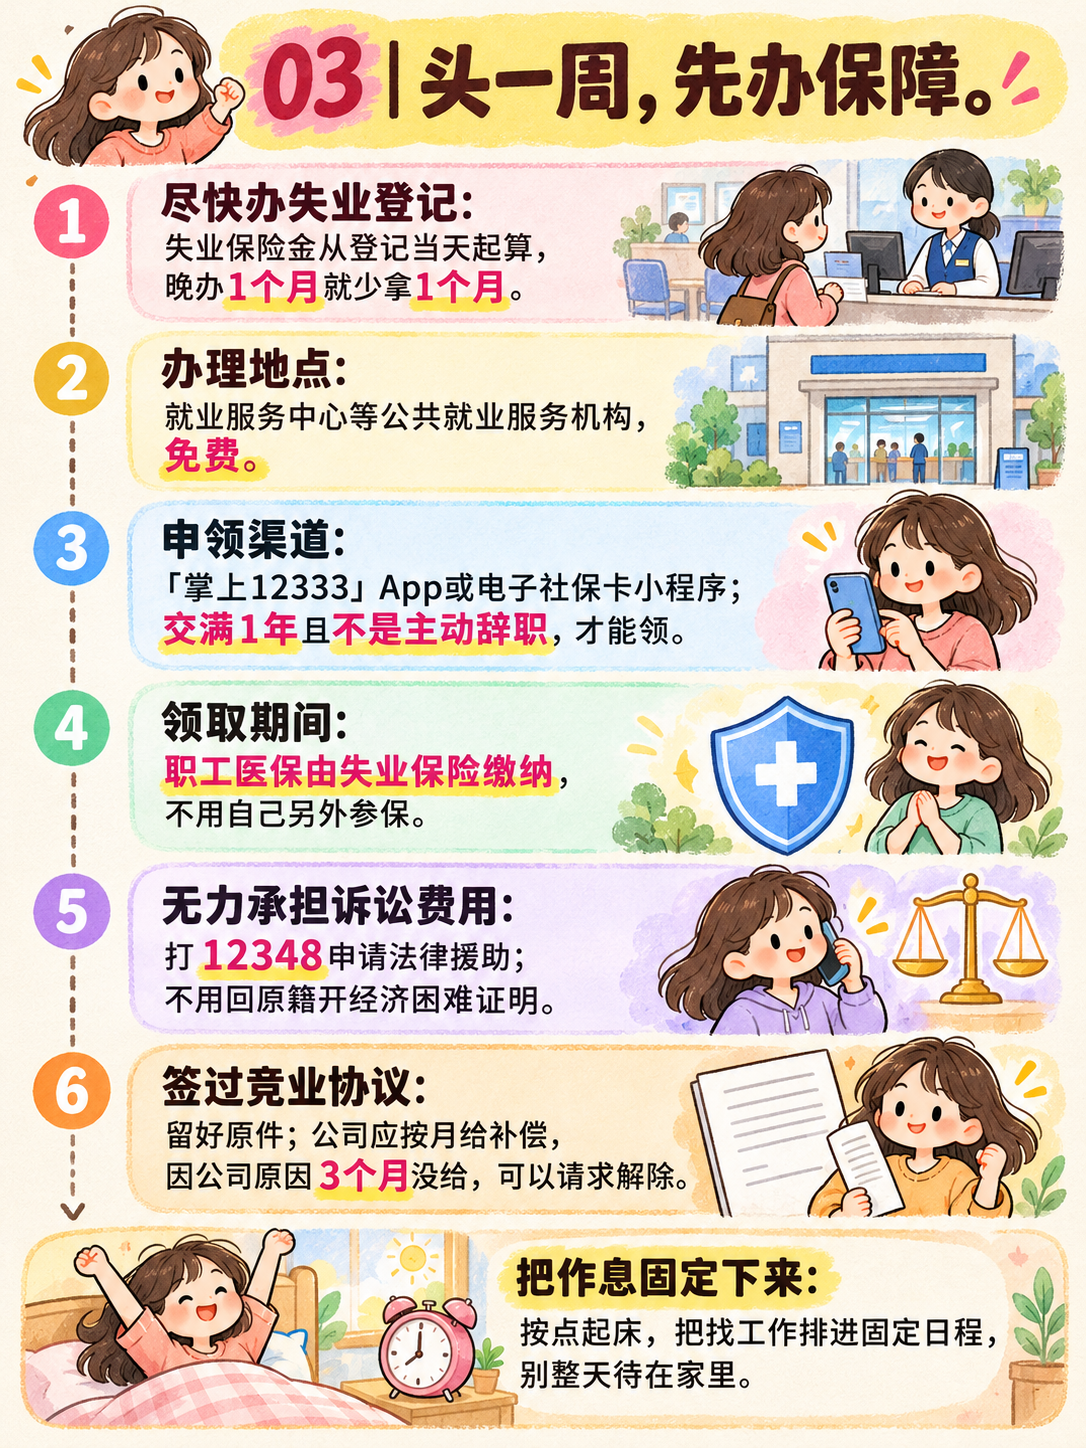 03 | 头一周，先办保障。
1
尽快办失业登记：
失业保险金从登记当天起算，
晚办1个月就少拿1个月。
2
办理地点：
就业服务中心等公共就业服务机构，
免费。
3
申领渠道：
「掌上12333」App或电子社保卡小程序；
交满1年且不是主动辞职，才能领。
4
领取期间：
职工医保由失业保险缴纳，
不用自己另外参保。
5
无力承担诉讼费用：
打 12348 申请法律援助；
不用回原籍开经济困难证明。
6
签过竞业协议：
留好原件；公司应按月给补偿，
因公司原因 3个月没给，可以请求解除。
把作息固定下来：
按点起床，把找工作排进固定日程，
别整天待在家里。